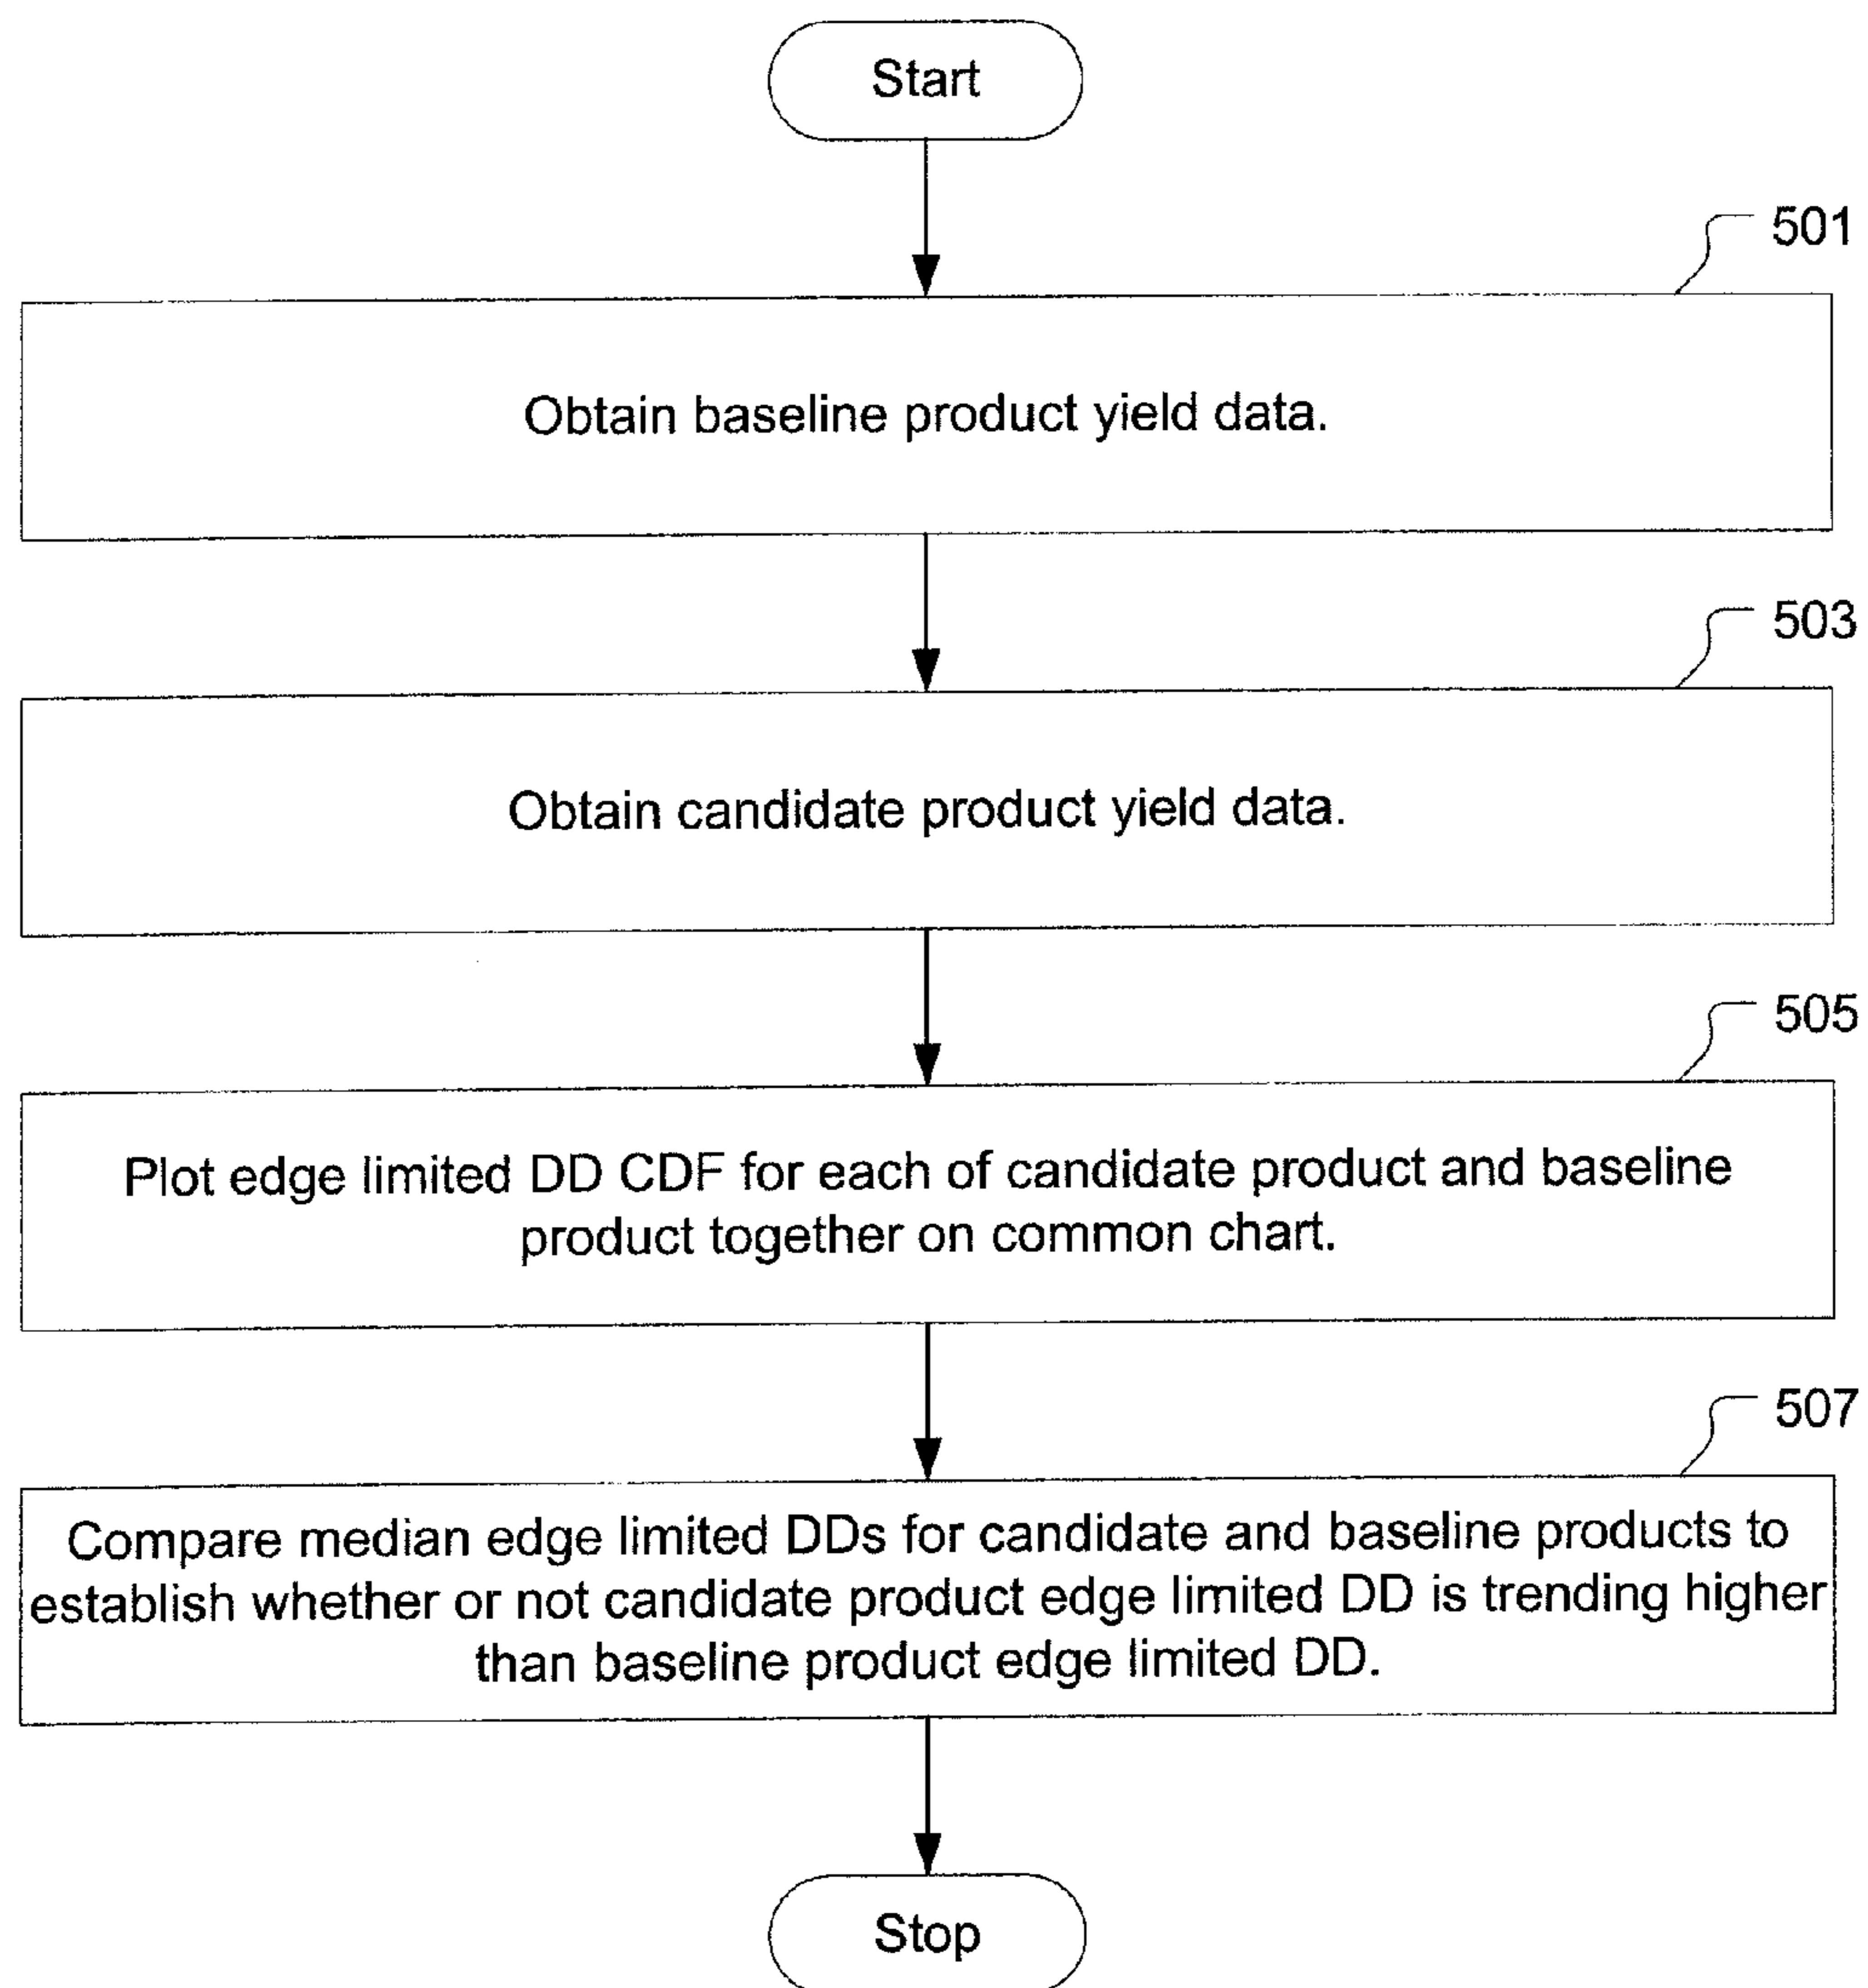 Start
501
Obtain baseline product yield data.
503
Obtain candidate product yield data.
505
Plot edge limited DD CDF for each of candidate product and baseline
product together on common chart.
507
Compare median edge limited DDs for candidate and baseline products to
establish whether or not candidate product edge limited DD is trending higher
than baseline product edge limited DD.
Stop